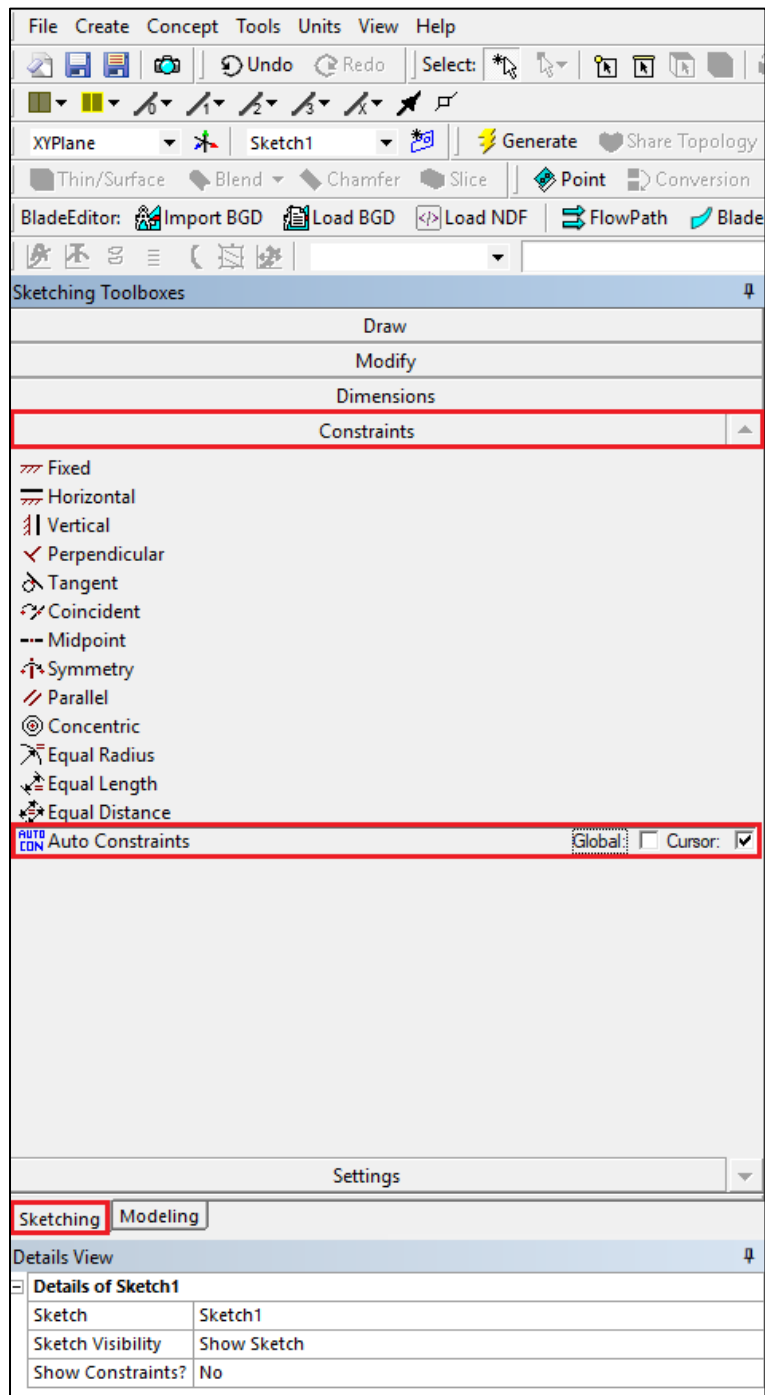 File Create Concept Tools Units View Help
Undo Redo Select:
XYPlane Sketch1 Generate Share Topology
Thin/Surface Blend Chamfer Slice Point Conversion
BladeEditor: Import BGD Load BGD Load NDF FlowPath Blade
Sketching Toolboxes
Draw
Modify
Dimensions
Constraints
Fixed
Horizontal
Vertical
Perpendicular
Tangent
Coincident
Midpoint
Symmetry
Parallel
Concentric
Equal Radius
Equal Length
Equal Distance
AUTO CON Auto Constraints Global: Cursor:
Settings
Sketching Modeling
Details View
Details of Sketch1
Sketch Sketch1
Sketch Visibility Show Sketch
Show Constraints? No